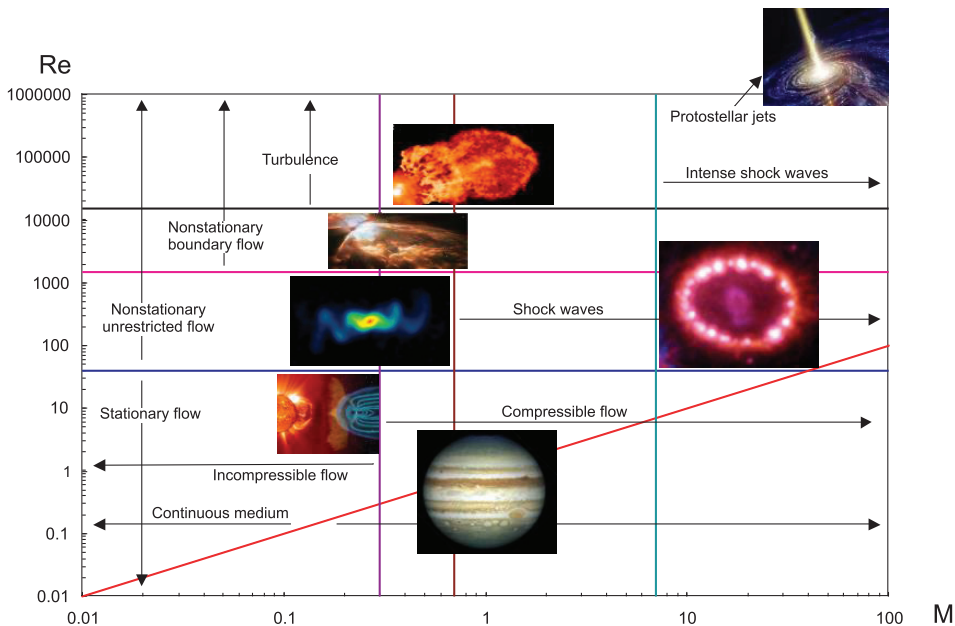 Re
1000000
Protostellar jets
100000
Turbulence
Intense shock waves
10000
Nonstationary
boundary flow
1000
Nonstationary
unrestricted flow
Shock waves
100
10
Stationary flow
Compressible flow
1
Incompressible flow
Continuous medium
0.1
0.01
0.01
0.1
1
10
100
M